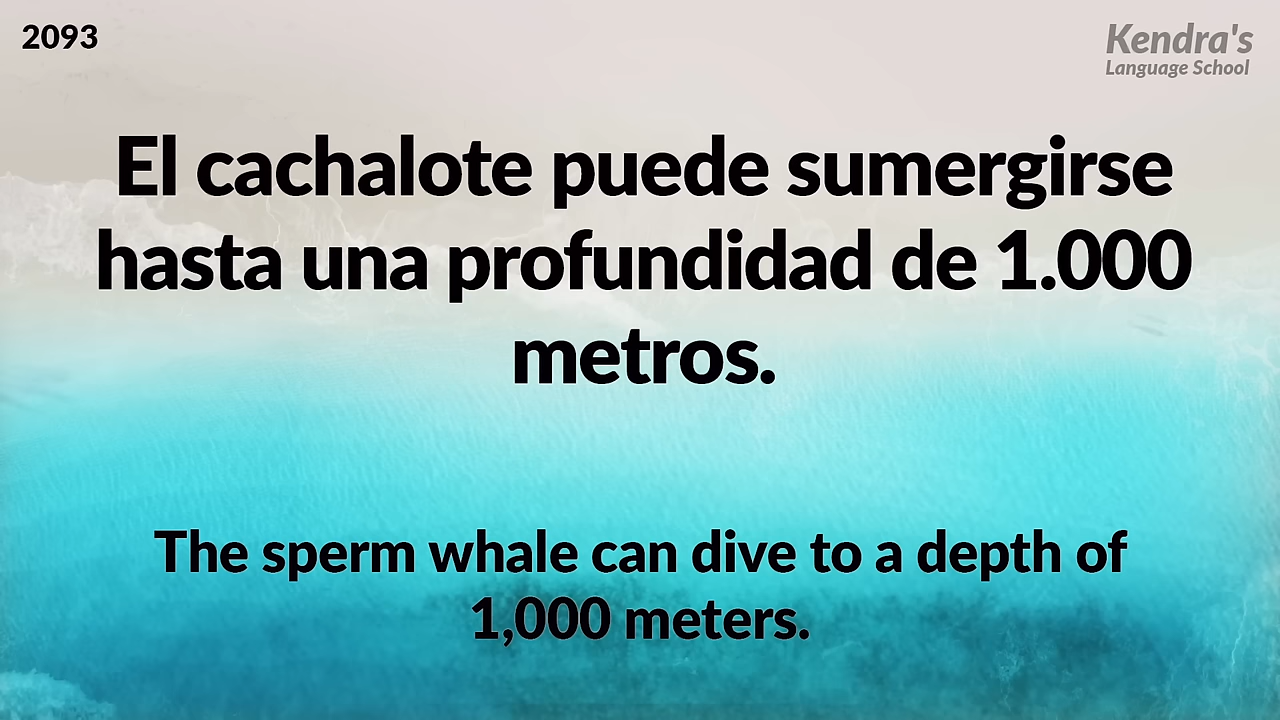 2093
Kendra's
Language School
El cachalote puede sumergirse
hasta una profundidad de 1.000
metros.
The sperm whale can dive to a depth of
1,000 meters.